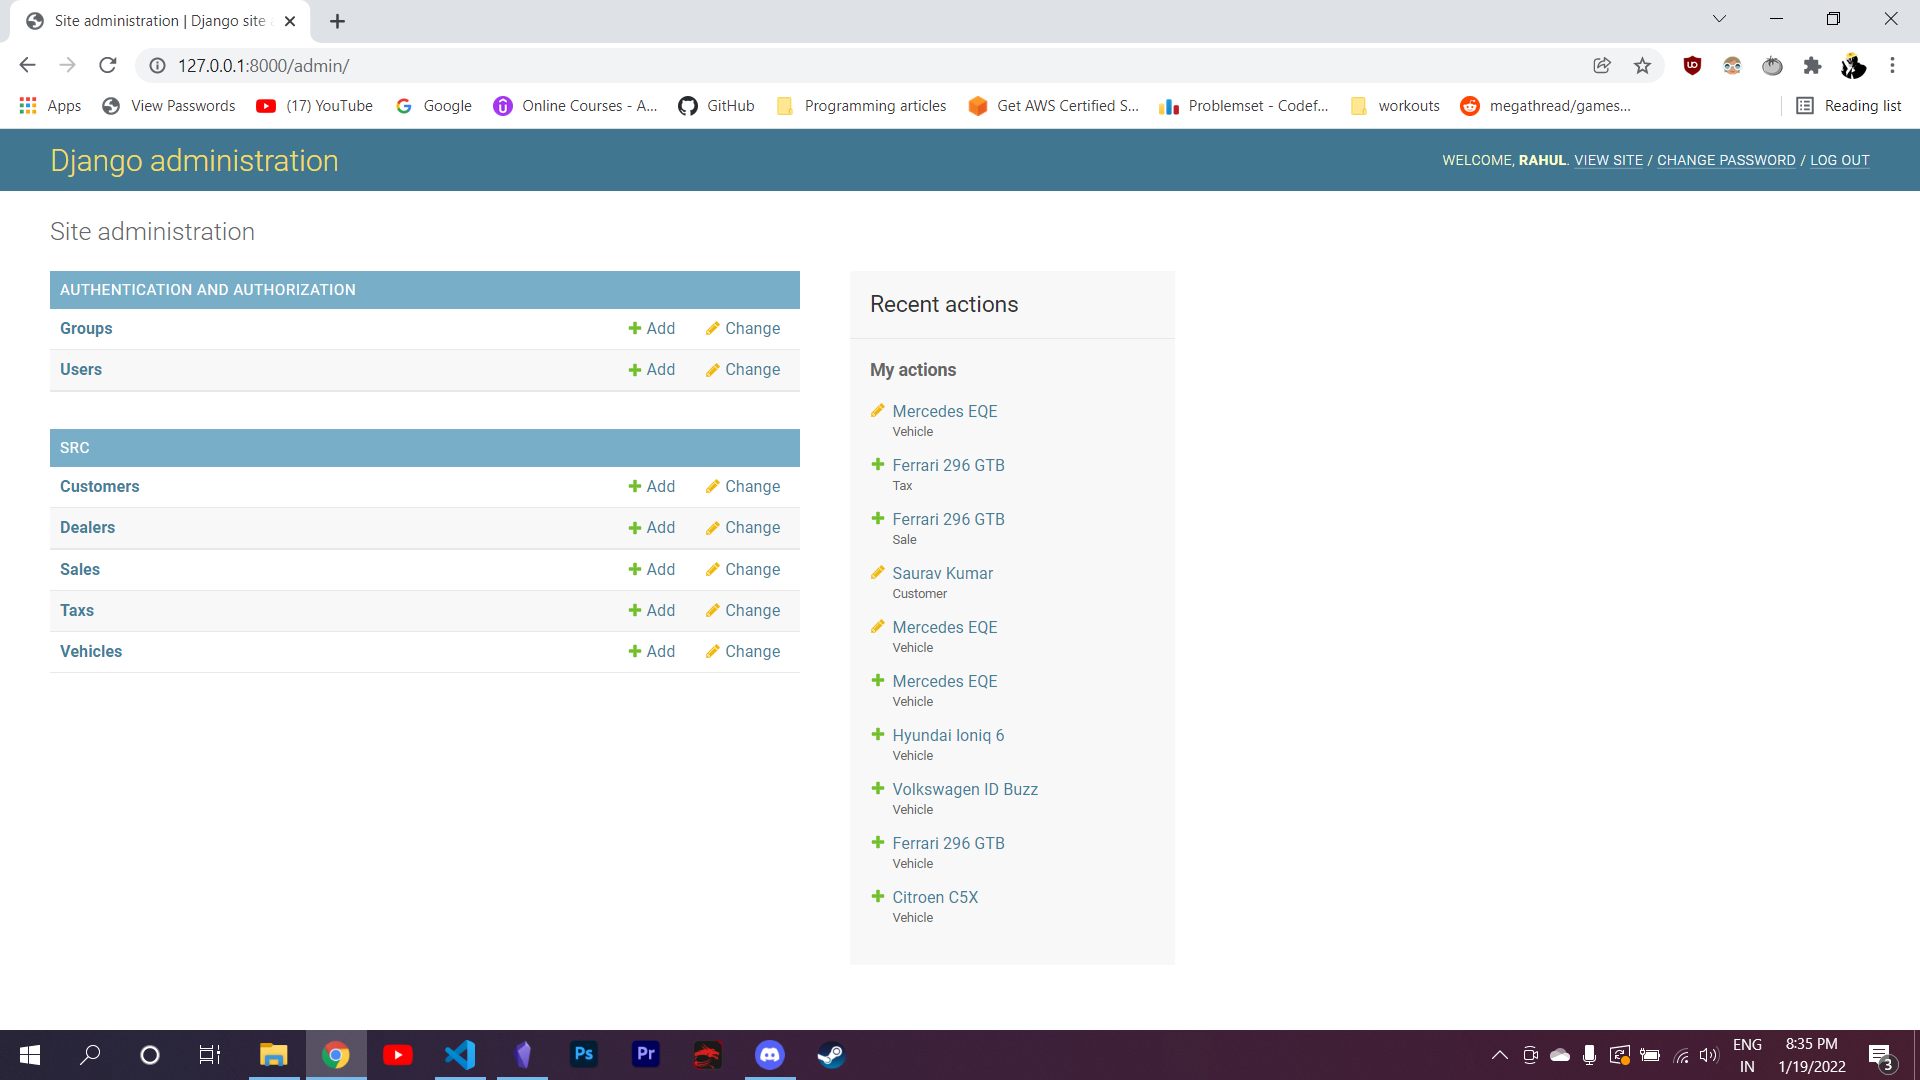 Site administration | Django site
127.0.0.1:8000/admin/
Apps
View Passwords
(17) YouTube
Google
Online Courses - A...
GitHub
Programming articles
Get AWS Certified S...
Problemset - Codef...
workouts
megathread/games...
Reading list
Django administration
WELCOME, RAHUL. VIEW SITE / CHANGE PASSWORD / LOG OUT
Site administration
AUTHENTICATION AND AUTHORIZATION
Groups Add Change
Users Add Change
SRC
Customers Add Change
Dealers Add Change
Sales Add Change
Taxs Add Change
Vehicles Add Change
Recent actions
My actions
Mercedes EQE
Vehicle
Ferrari 296 GTB
Tax
Ferrari 296 GTB
Sale
Saurav Kumar
Customer
Mercedes EQE
Vehicle
Mercedes EQE
Vehicle
Hyundai Ioniq 6
Vehicle
Volkswagen ID Buzz
Vehicle
Ferrari 296 GTB
Vehicle
Citroen C5X
Vehicle
Ps
Pr
ENG
IN
8:35 PM
1/19/2022
3